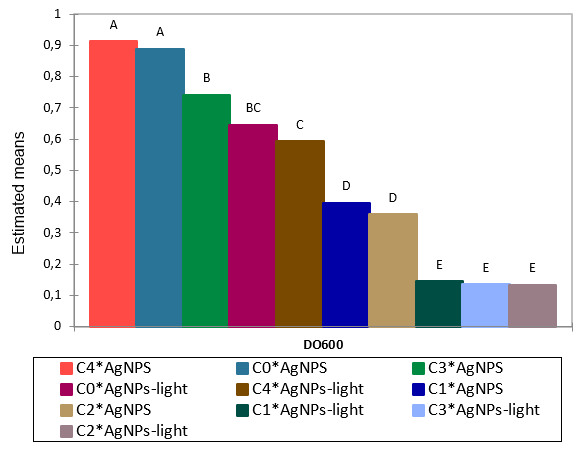 1
0,9
0,8
0,7
0,6
0,5
0,4
0,3
0,2
0,1
0
Estimated means
A
A
B
BC
C
D
D
E
E
E
DO600
C4*AgNPS C0*AgNPS C3*AgNPS
C0*AgNPs-light C4*AgNPs-light C1*AgNPS
C2*AgNPS C1*AgNPs-light C3*AgNPs-light
C2*AgNPs-light